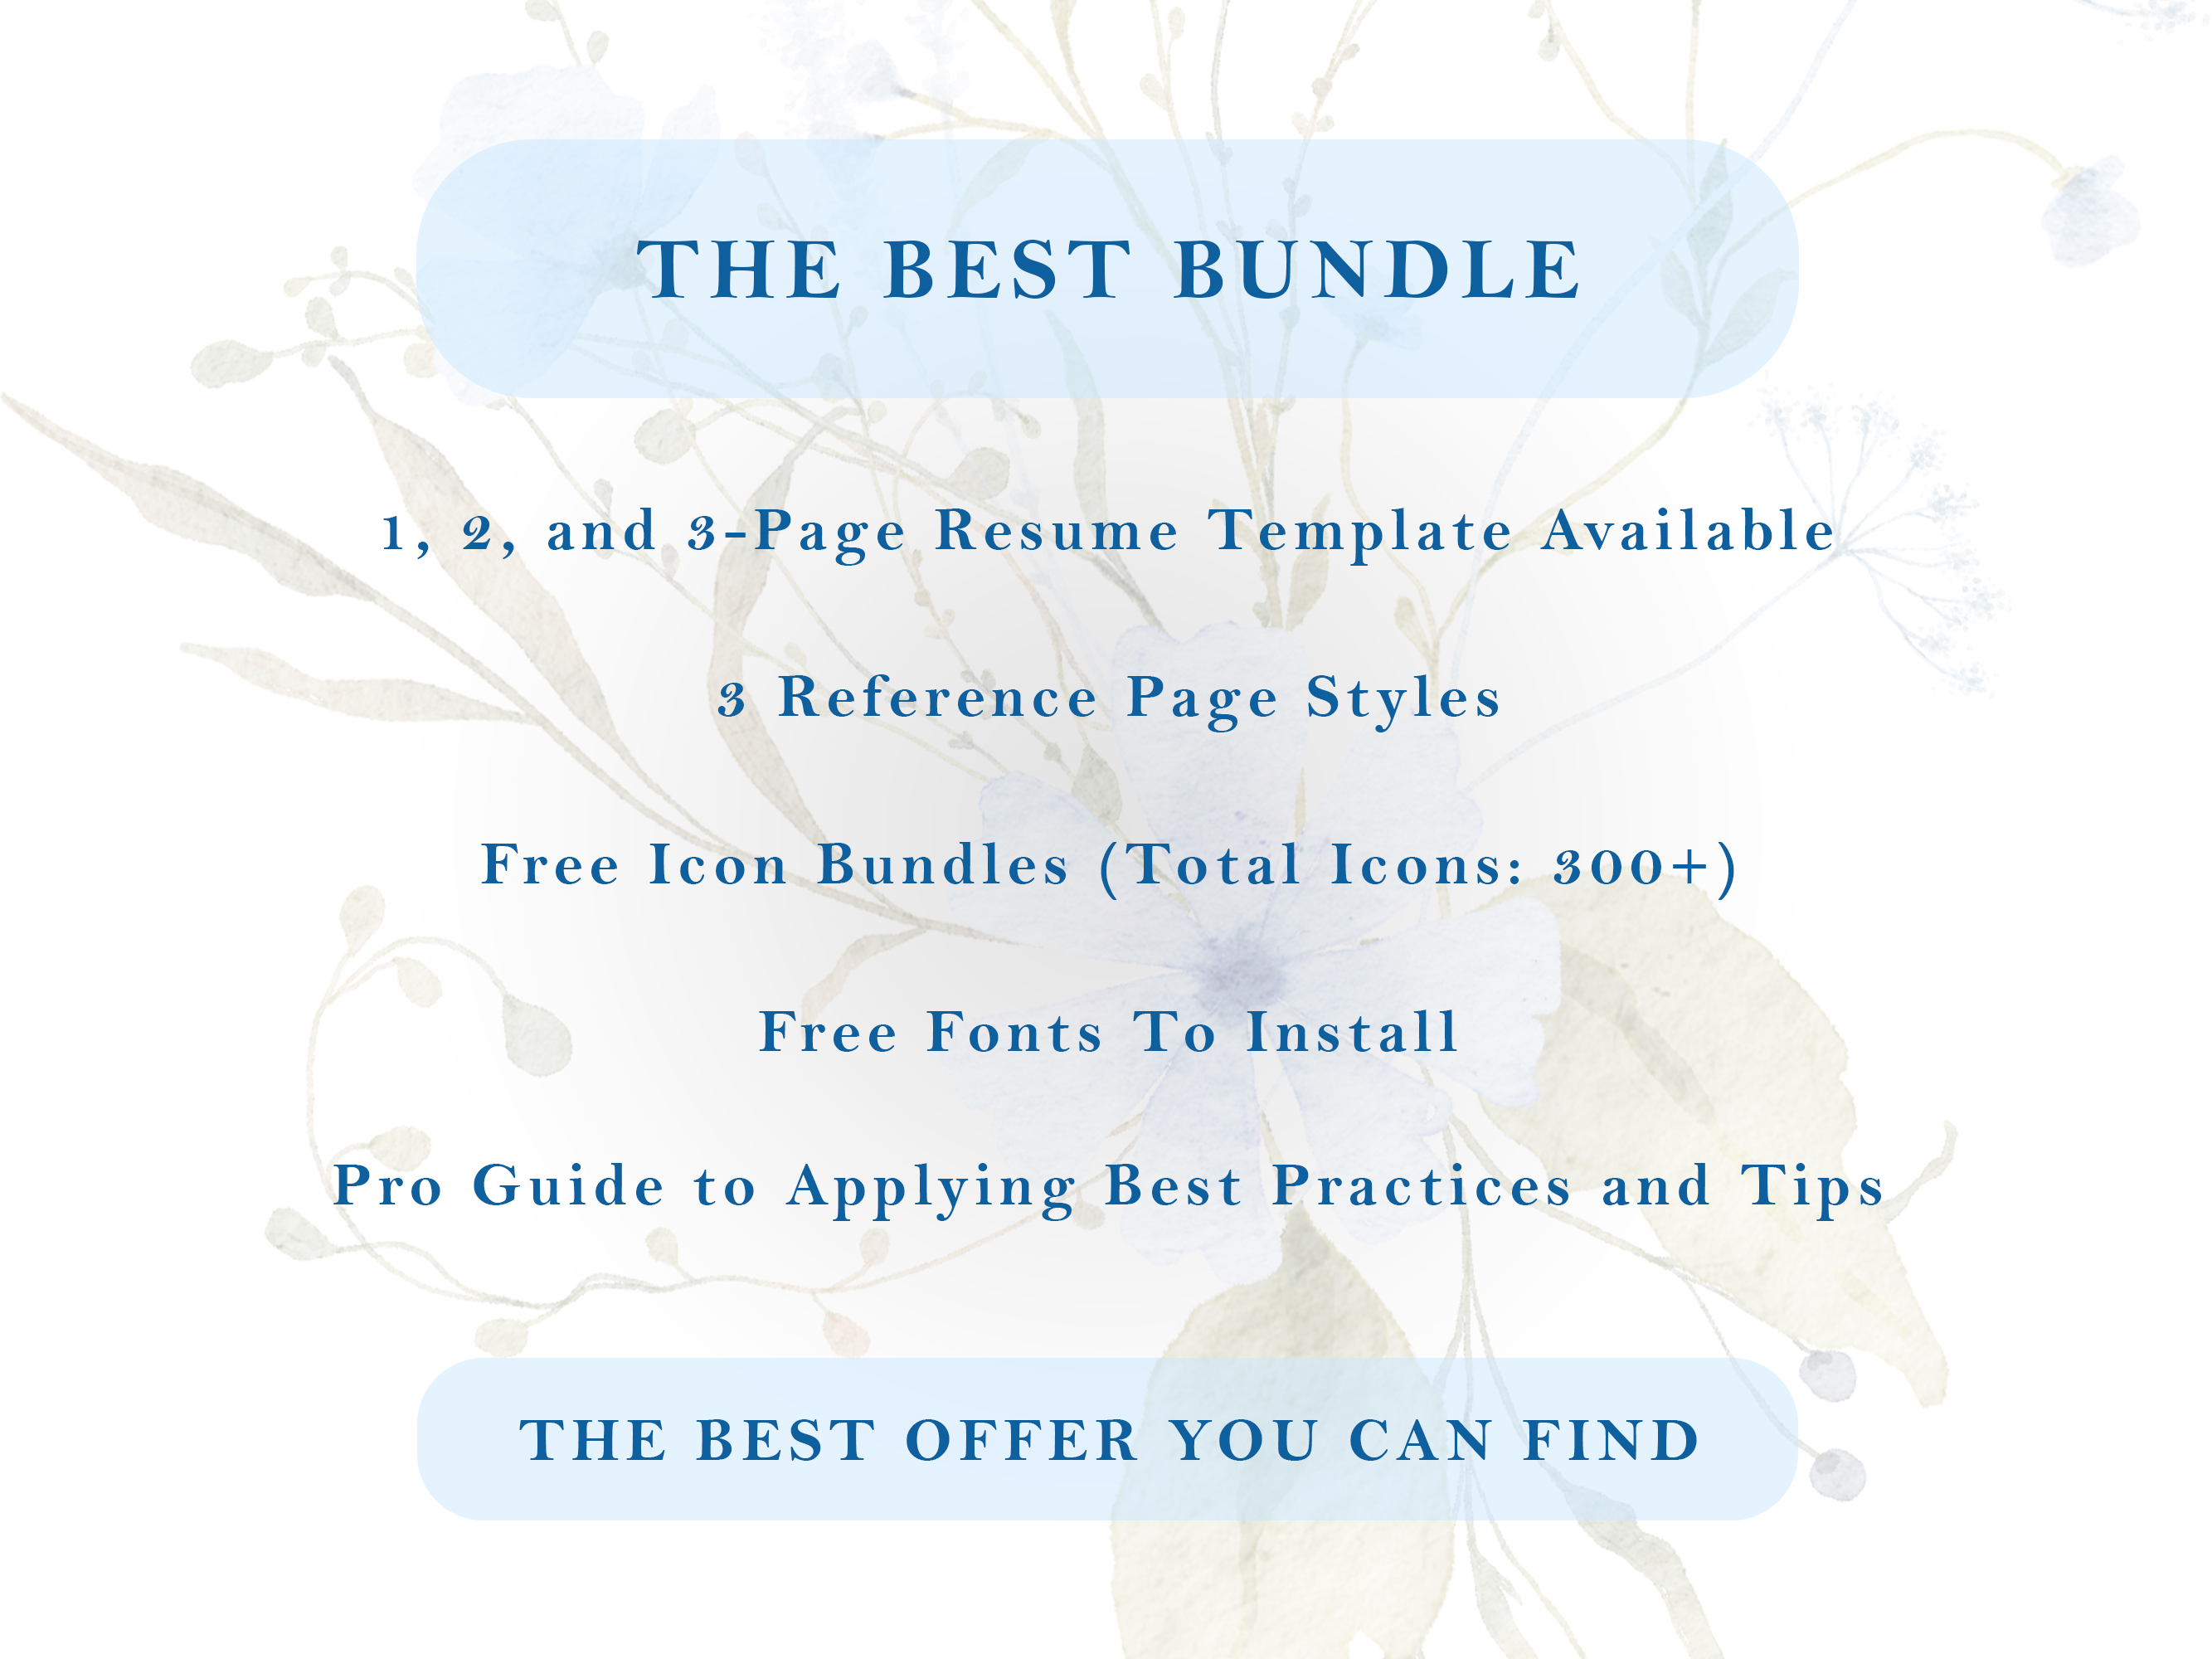 THE BEST BUNDLE
1, 2, and 3-Page Resume Template Available
3 Reference Page Styles
Free Icon Bundles (Total Icons: 300+)
Free Fonts To Install
Pro Guide to Applying Best Practices and Tips
THE BEST OFFER YOU CAN FIND